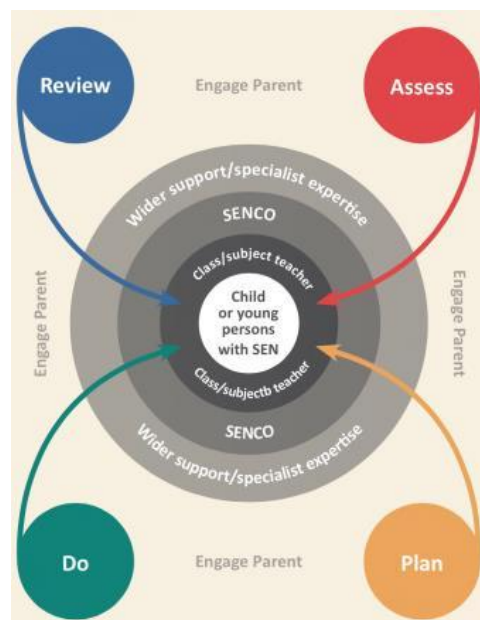 Review
Engage Parent
Assess
Wider support/specialist expertise
SENCO
Class/subject teacher
Engage Parent
Child
or young
persons
with SEN
Engage Parent
Class/subjectb teacher
SENCO
Wider support/specialist expertise
Do
Engage Parent
Plan